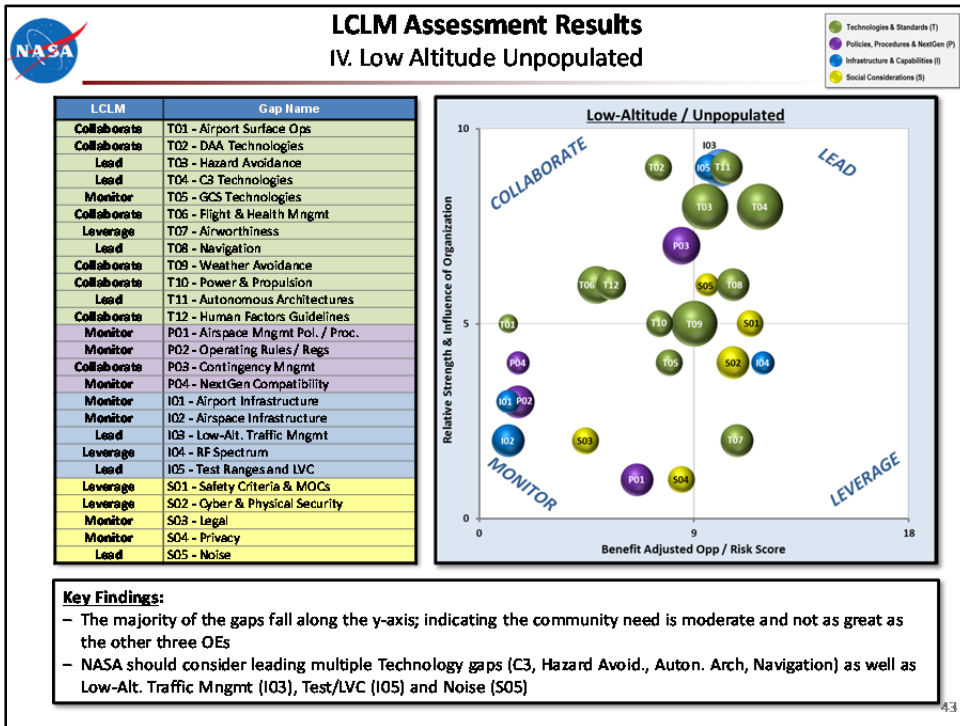 NASA
LCLM Assessment Results
IV. Low Altitude Unpopulated
Technologies & Standards (T)
Policies, Procedures & NextGen (P)
Infrastructure & Capabilities (I)
Social Considerations (S)
LCLM Gap Name
Collaborate T01 - Airport Surface Ops
Collaborate T02 - DAA Technologies
Lead T03 - Hazard Avoidance
Lead T04 - C3 Technologies
Monitor T05 - GCS Technologies
Collaborate T06 - Flight & Health Mngmt
Leverage T07 - Airworthiness
Lead T08 - Navigation
Collaborate T09 - Weather Avoidance
Collaborate T10 - Power & Propulsion
Lead T11 - Autonomous Architectures
Collaborate T12 - Human Factors Guidelines
Monitor P01 - Airspace Mngmt Pol. / Proc.
Monitor P02 - Operating Rules / Regs
Collaborate P03 - Contingency Mngmt
Monitor P04 - NextGen Compatibility
Monitor I01 - Airport Infrastructure
Monitor I02 - Airspace Infrastructure
Lead I03 - Low-Alt. Traffic Mngmt
Leverage I04 - RF Spectrum
Lead I05 - Test Ranges and LVC
Leverage S01 - Safety Criteria & MOCs
Leverage S02 - Cyber & Physical Security
Monitor S03 - Legal
Monitor S04 - Privacy
Lead S05 - Noise
Low-Altitude / Unpopulated
10
COLLABORATE
LEAD
I03
T02
I05
T11
T03
T04
P03
T06
T12
S05
T08
5
T01
T10
T09
S01
P04
T05
S02
I04
I01
P02
I02
S03
T07
MONITOR
LEVERAGE
P01
S04
0
0
9
18
Relative Strength & Influence of Organization
Benefit Adjusted Opp / Risk Score
Key Findings:
– The majority of the gaps fall along the y-axis; indicating the community need is moderate and not as great as
the other three OEs
– NASA should consider leading multiple Technology gaps (C3, Hazard Avoid., Auton. Arch, Navigation) as well as
Low-Alt. Traffic Mngmt (I03), Test/LVC (I05) and Noise (S05)